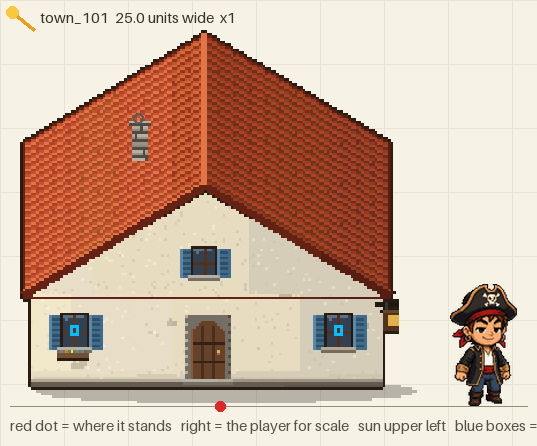 town_101  25.0 units wide  x1
red dot = where it stands   right = the player for scale   sun upper left   blue boxes =